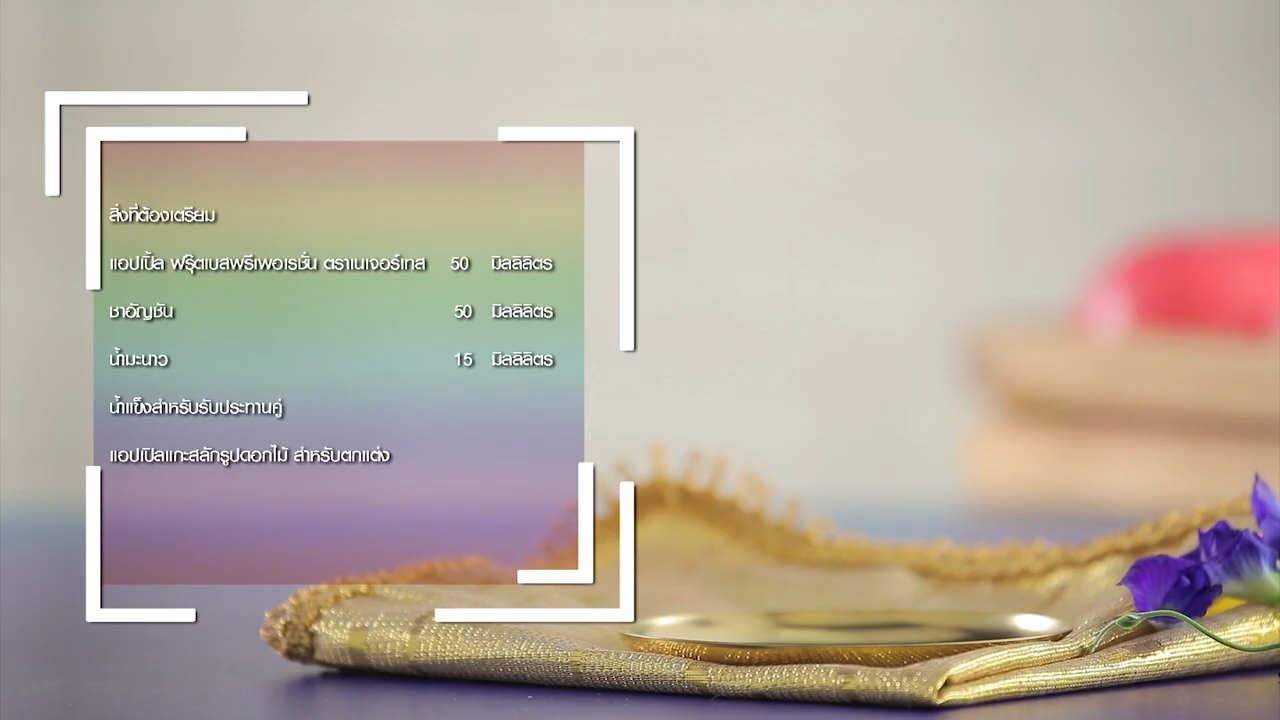 สิ่งที่ต้องเตรียม
แอปเปิ้ล ฟรุ๊ตเบสพรีเพอเรชั่น ตราเนเจอร์เทส 50 มิลลิลิตร
ชาอัญชัน 50 มิลลิลิตร
น้ำมะนาว 15 มิลลิลิตร
น้ำแข็งสำหรับรับประทานคู่
แอปเปิลแกะสลักรูปดอกไม้ สำหรับตกแต่ง